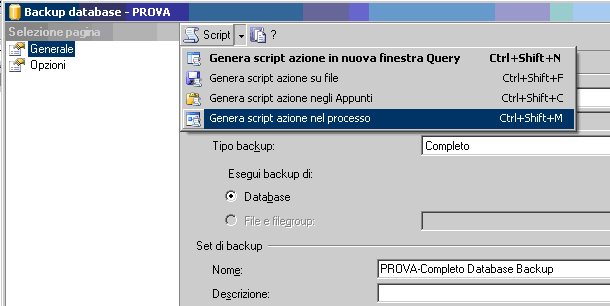 Backup database - PROVA
Selezione pagina
Generale
Opzioni
Script ?
Genera script azione in nuova finestra Query Ctrl+Shift+N
Genera script azione su file Ctrl+Shift+F
Genera script azione negli Appunti Ctrl+Shift+C
Genera script azione nel processo Ctrl+Shift+M
Tipo backup: Completo
Esegui backup di:
Database
File e filegroup:
Set di backup
Nome: PROVA-Completo Database Backup
Descrizione: